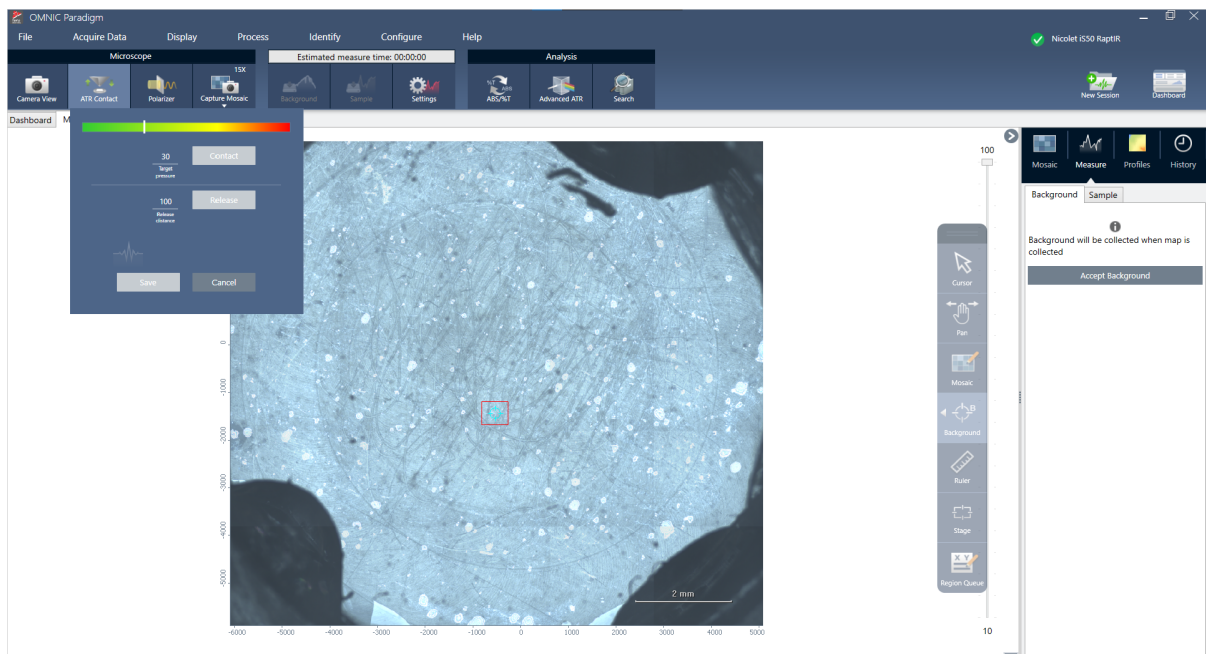 OMNIC Paradigm
File Acquire Data Display Process Identify Configure Help
Nicolet iS50 RaptIR
Microscope
Estimated measure time: 00:00:00
Analysis
15X
Camera View
ATR Contact
Polarizer
Capture Mosaic
Background
Sample
Settings
%T ABS
ABS/%T
Advanced ATR
Search
New Session
Dashboard
Dashboard M
30
Target
pressure
Contact
100
Release
distance
Release
Save
Cancel
100
Cursor
Pan
Mosaic
B
Background
Ruler
Stage
X Y
Region Queue
10
0
-1000
-2000
-3000
-4000
-5000
2 mm
-6000 -5000 -4000 -3000 -2000 -1000 0 1000 2000 3000 4000 5000
Mosaic Measure Profiles History
Background Sample
Background will be collected when map is
collected
Accept Background